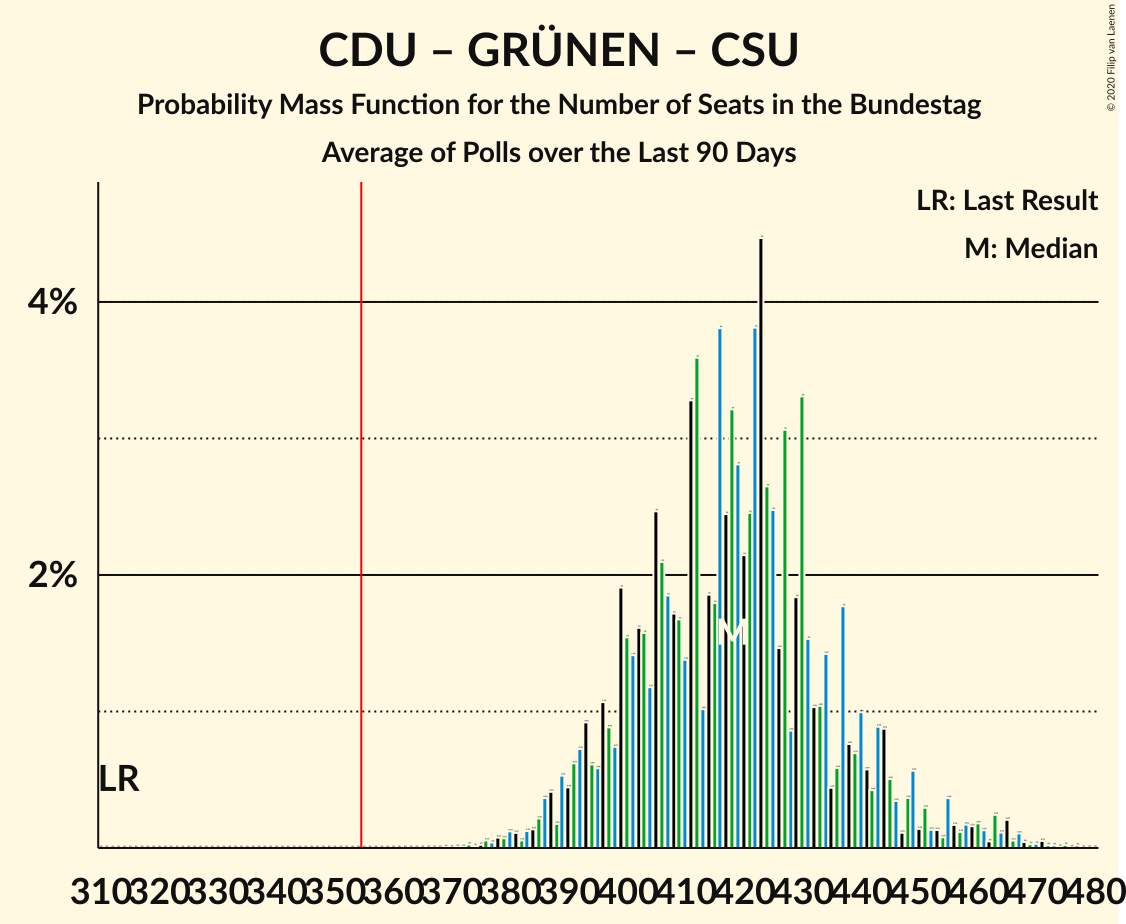 CDU – GRÜNEN – CSU
Probability Mass Function for the Number of Seats in the Bundestag
Average of Polls over the Last 90 Days
© 2020 Filip van Laenen
LR: Last Result
M: Median
4%
2%
M
LR
310 320 330 340 350 360 370 380 390 400 410 420 430 440 450 460 470 480